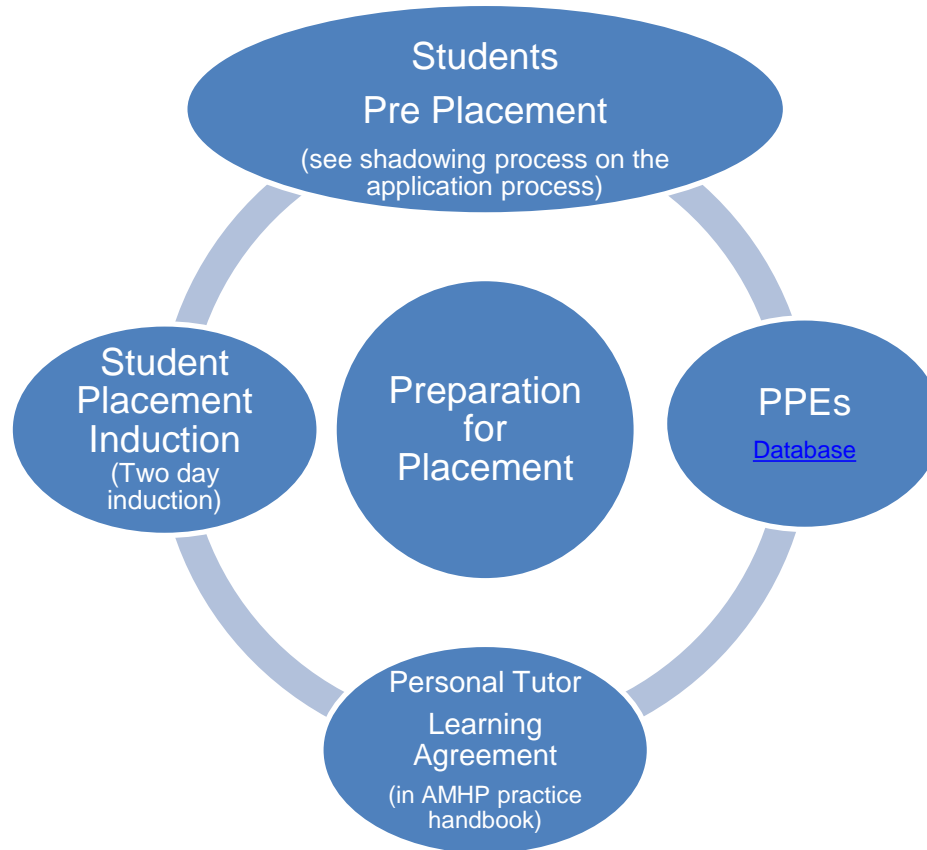 Students
Pre Placement
(see shadowing process on the
application process)
Student
Placement
Induction
(Two day
induction)
Preparation
for
Placement
PPEs
Database
Personal Tutor
Learning
Agreement
(in AMHP practice
handbook)